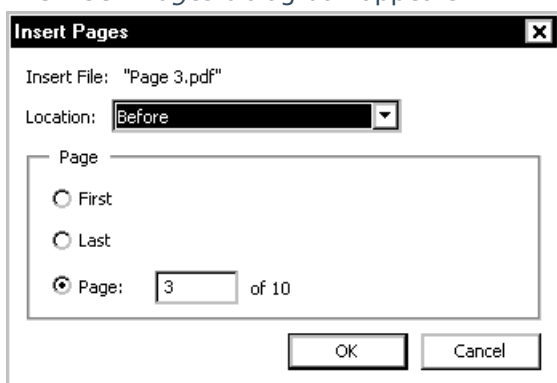 Insert Pages
Insert File: "Page 3.pdf"
Location: Before
Page
First
Last
Page: 3 of 10
OK Cancel